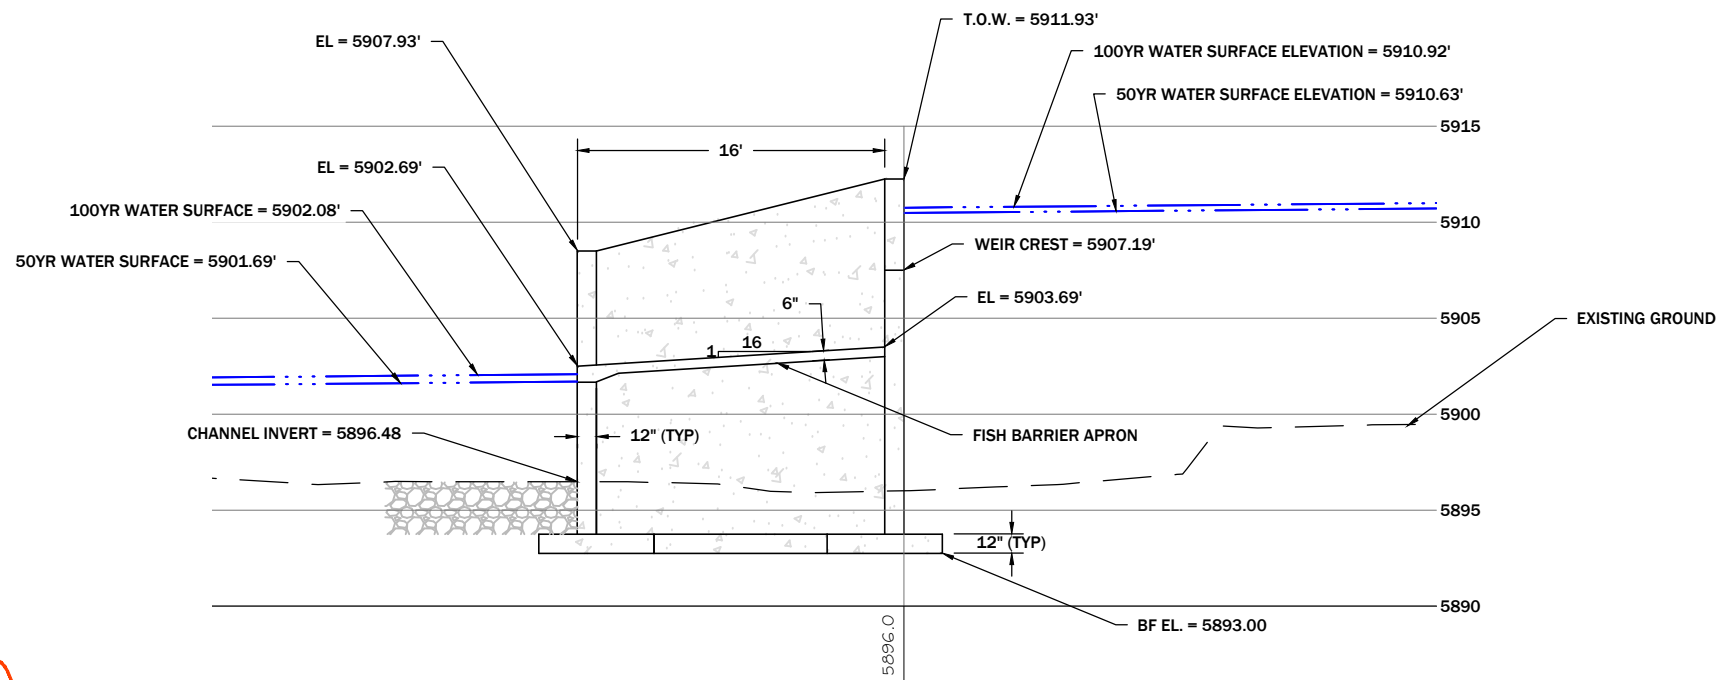 T.O.W. = 5911.93'
EL = 5907.93'
100YR WATER SURFACE ELEVATION = 5910.92'
50YR WATER SURFACE ELEVATION = 5910.63'
5915
16'
EL = 5902.69'
100YR WATER SURFACE = 5902.08'
5910
WEIR CREST = 5907.19'
50YR WATER SURFACE = 5901.69'
6"
EL = 5903.69'
5905
EXISTING GROUND
1
16
5900
CHANNEL INVERT = 5896.48
12" (TYP)
FISH BARRIER APRON
5895
12" (TYP)
5890
BF EL. = 5893.00
5896.0